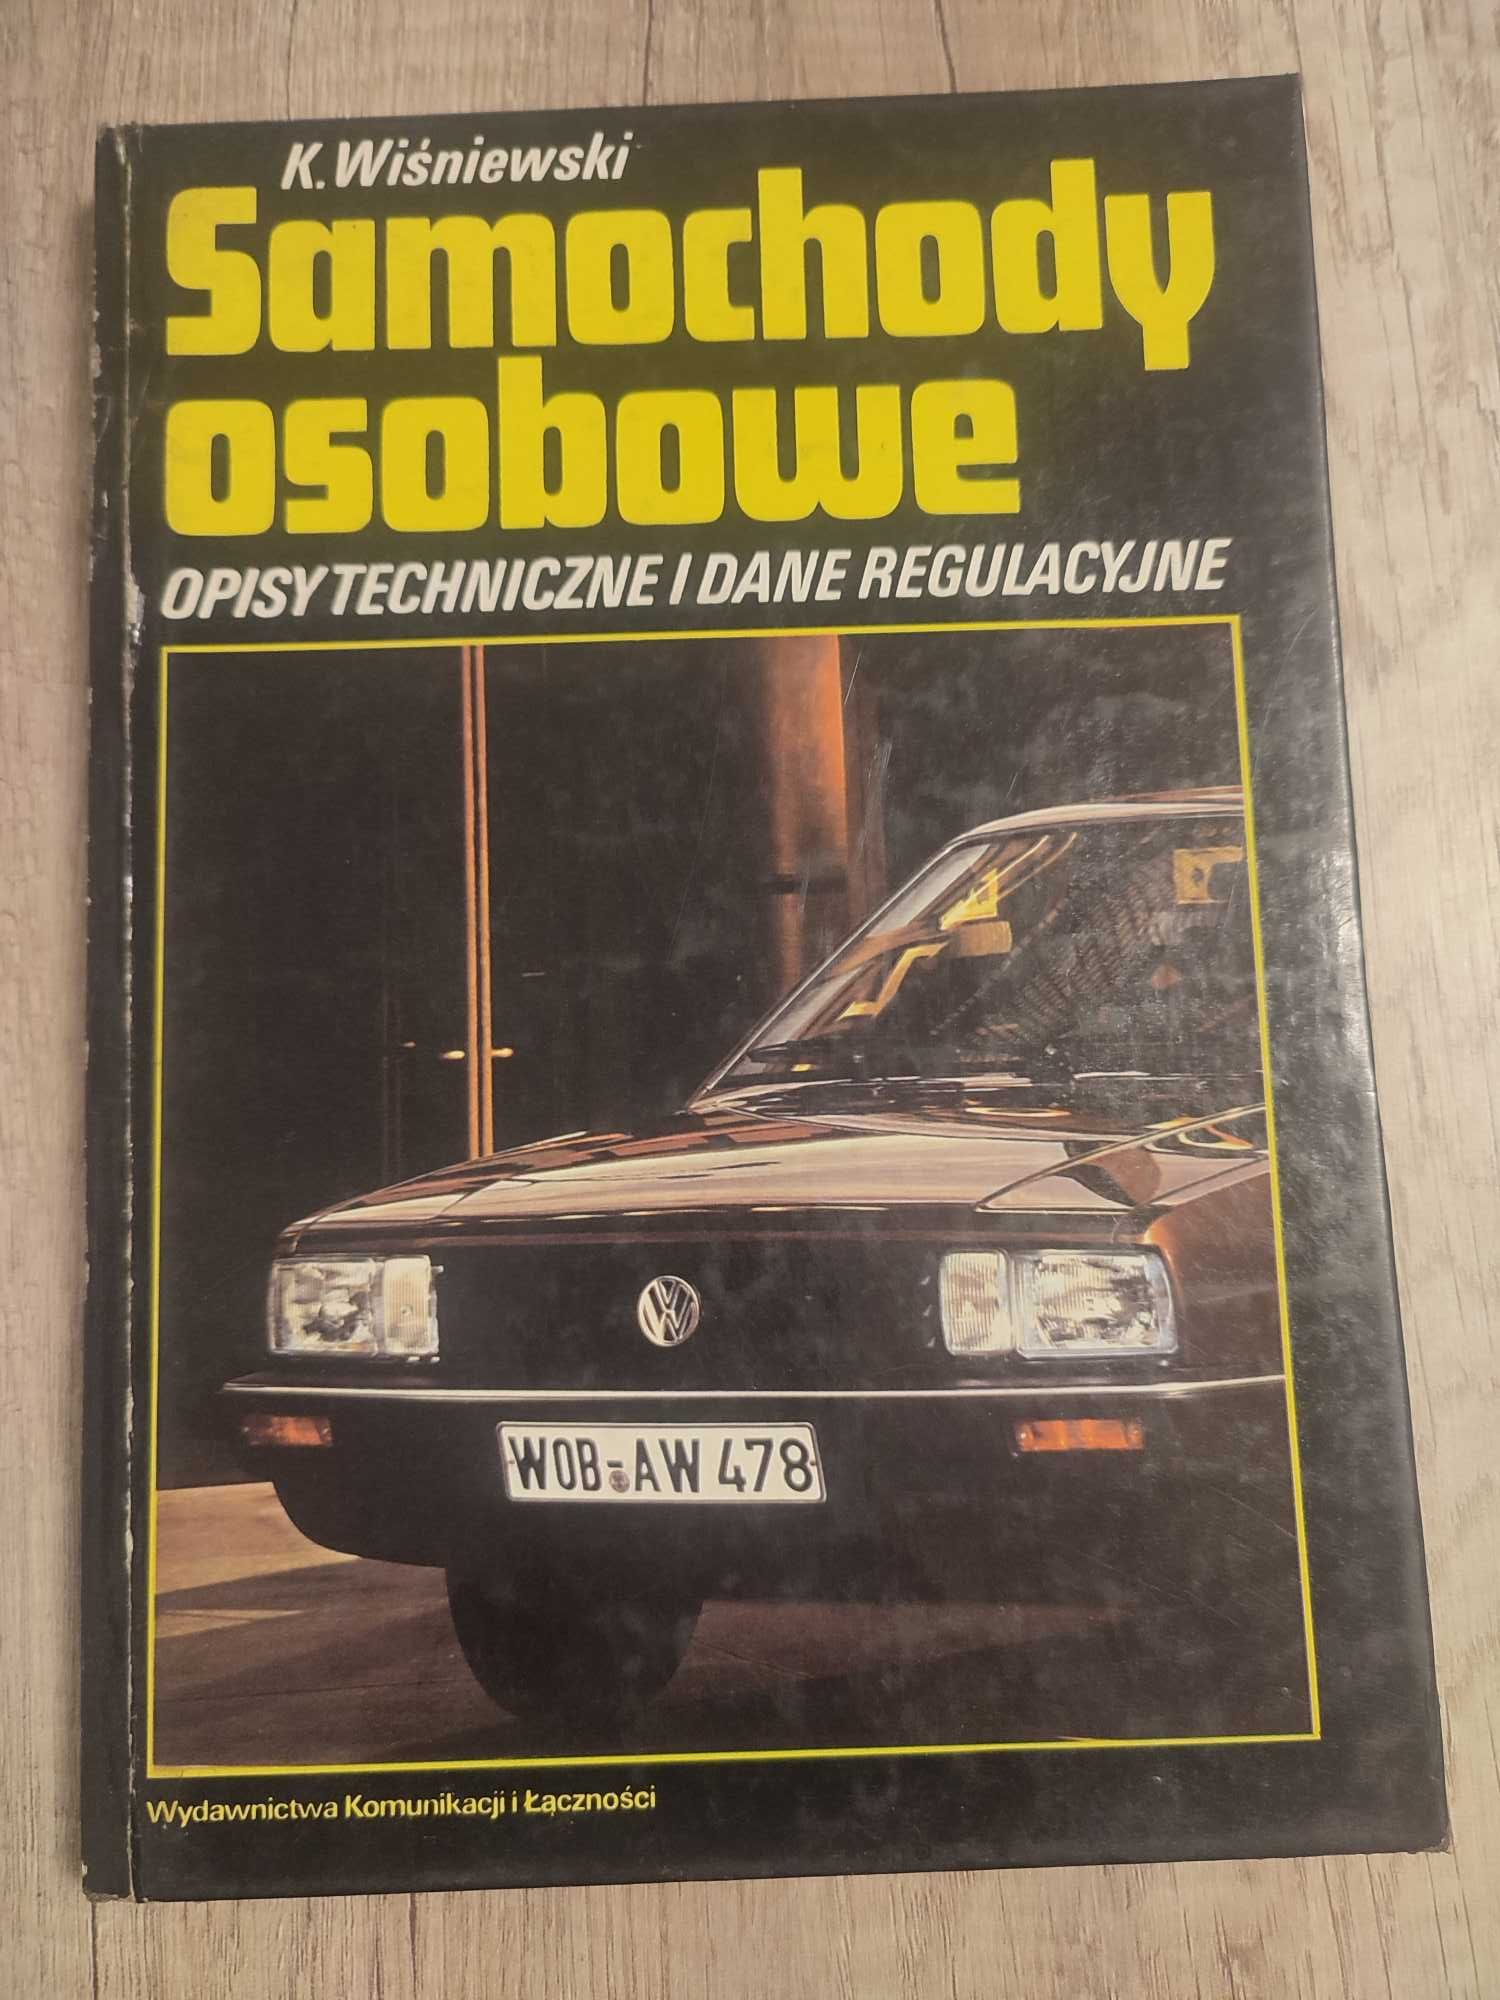 K. Wiśniewski
Samochody
osobowe
OPISY TECHNICZNE I DANE REGULACYJNE
WOB-AW 478
Wydawnictwa Komunikacji i Łączności